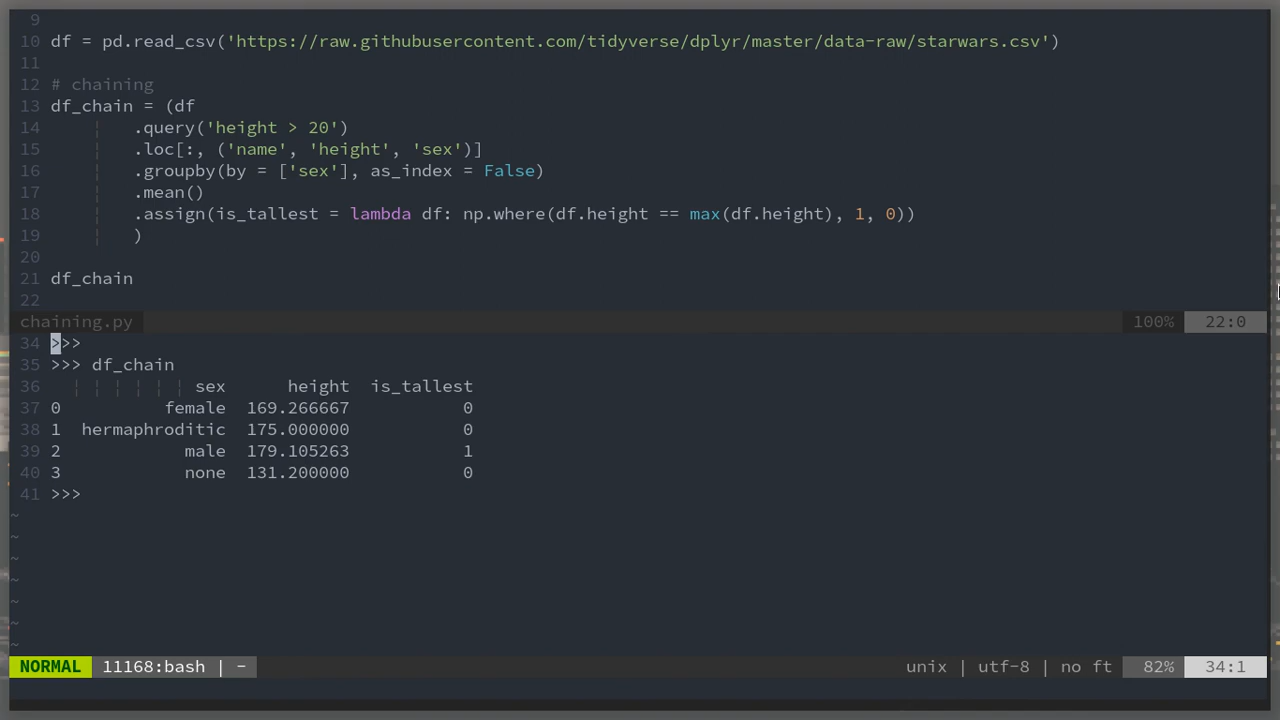 9
10 df = pd.read_csv('https://raw.githubusercontent.com/tidyverse/dplyr/master/data-raw/starwars.csv')
11
12 # chaining
13 df_chain = (df
14 ¦ .query('height > 20')
15 ¦ .loc[:, ('name', 'height', 'sex')]
16 ¦ .groupby(by = ['sex'], as_index = False)
17 ¦ .mean()
18 ¦ .assign(is_tallest = lambda df: np.where(df.height == max(df.height), 1, 0))
19 ¦ )
20
21 df_chain
22
chaining.py 100% 22:0
34 >>>
35 >>> df_chain
36 ¦ ¦ ¦ ¦ ¦ ¦ sex height is_tallest
37 0 female 169.266667 0
38 1 hermaphroditic 175.000000 0
39 2 male 179.105263 1
40 3 none 131.200000 0
41 >>>
~
~
~
~
~
~
~
NORMAL 11168:bash | - unix | utf-8 | no ft 82% 34:1